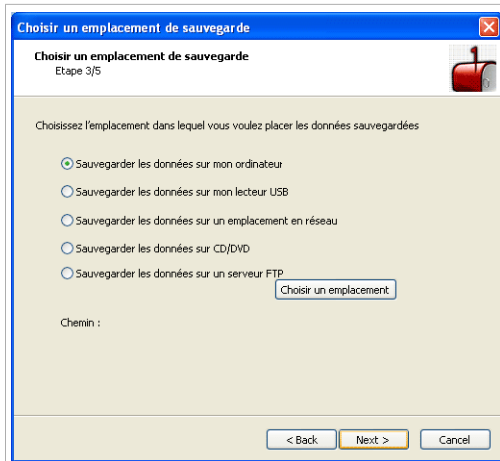 Choisir un emplacement de sauvegarde
Choisir un emplacement de sauvegarde
Etape 3/5
Choisissez l'emplacement dans lequel vous voulez placer les données sauvegardées
Sauvegarder les données sur mon ordinateur
Sauvegarder les données sur mon lecteur USB
Sauvegarder les données sur un emplacement en réseau
Sauvegarder les données sur CD/DVD
Sauvegarder les données sur un serveur FTP
Choisir un emplacement
Chemin :
< Back Next > Cancel